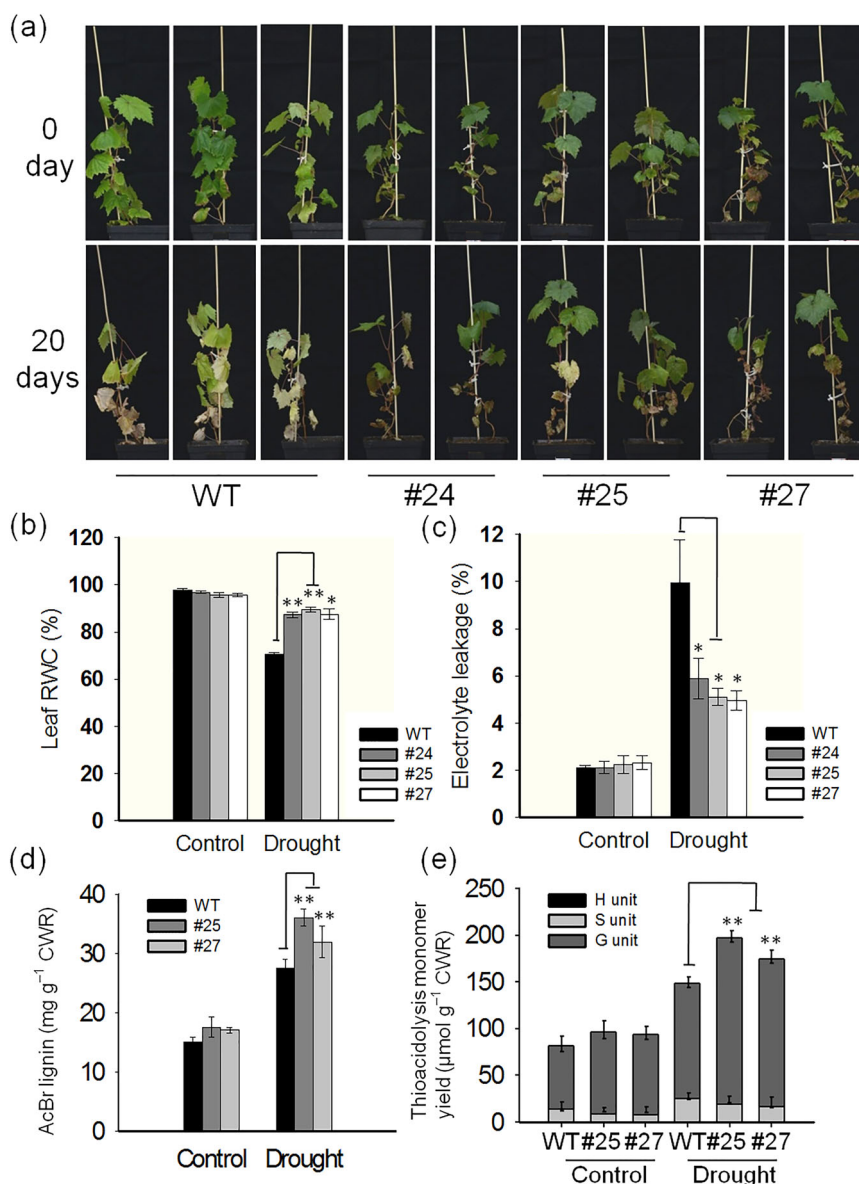 (a)
0
day
20
days
WT #24 #25 #27
(b)
120
100
80
60
40
20
0
Leaf RWC (%)
** ** *
WT
#24
#25
#27
Control Drought
(c)
12
10
8
6
4
2
0
Electrolyte leakage (%)
* * *
WT
#24
#25
#27
Control Drought
(d)
40
30
20
10
0
AcBr lignin (mg g⁻¹ CWR)
WT
#25
#27
** **
Control Drought
(e)
250
200
150
100
50
0
Thioacidolysis monomer
yield (µmol g⁻¹ CWR)
H unit
S unit
G unit
** **
WT #25 #27 WT #25 #27
Control Drought